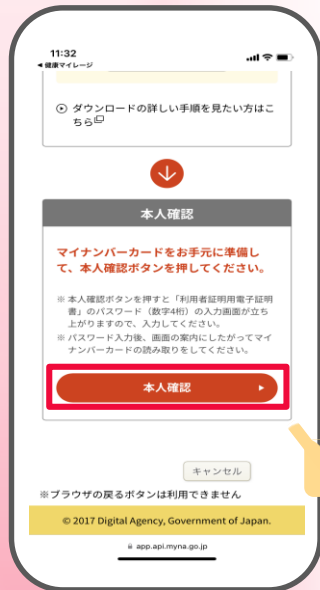 11:32
◀ 健康マイレージ
ダウンロードの詳しい手順を見たい方はこ
ちら
本人確認
マイナンバーカードをお手元に準備し
て、本人確認ボタンを押してください。
※ 本人確認ボタンを押すと「利用者証明用電子証明
書」のパスワード（数字4桁）の入力画面が立ち
上がりますので、入力してください。
※ パスワード入力後、画面の案内にしたがってマイ
ナンバーカードの読み取りをしてください。
本人確認
キャンセル
※ブラウザの戻るボタンは利用できません
© 2017 Digital Agency, Government of Japan.
app.api.myna.go.jp